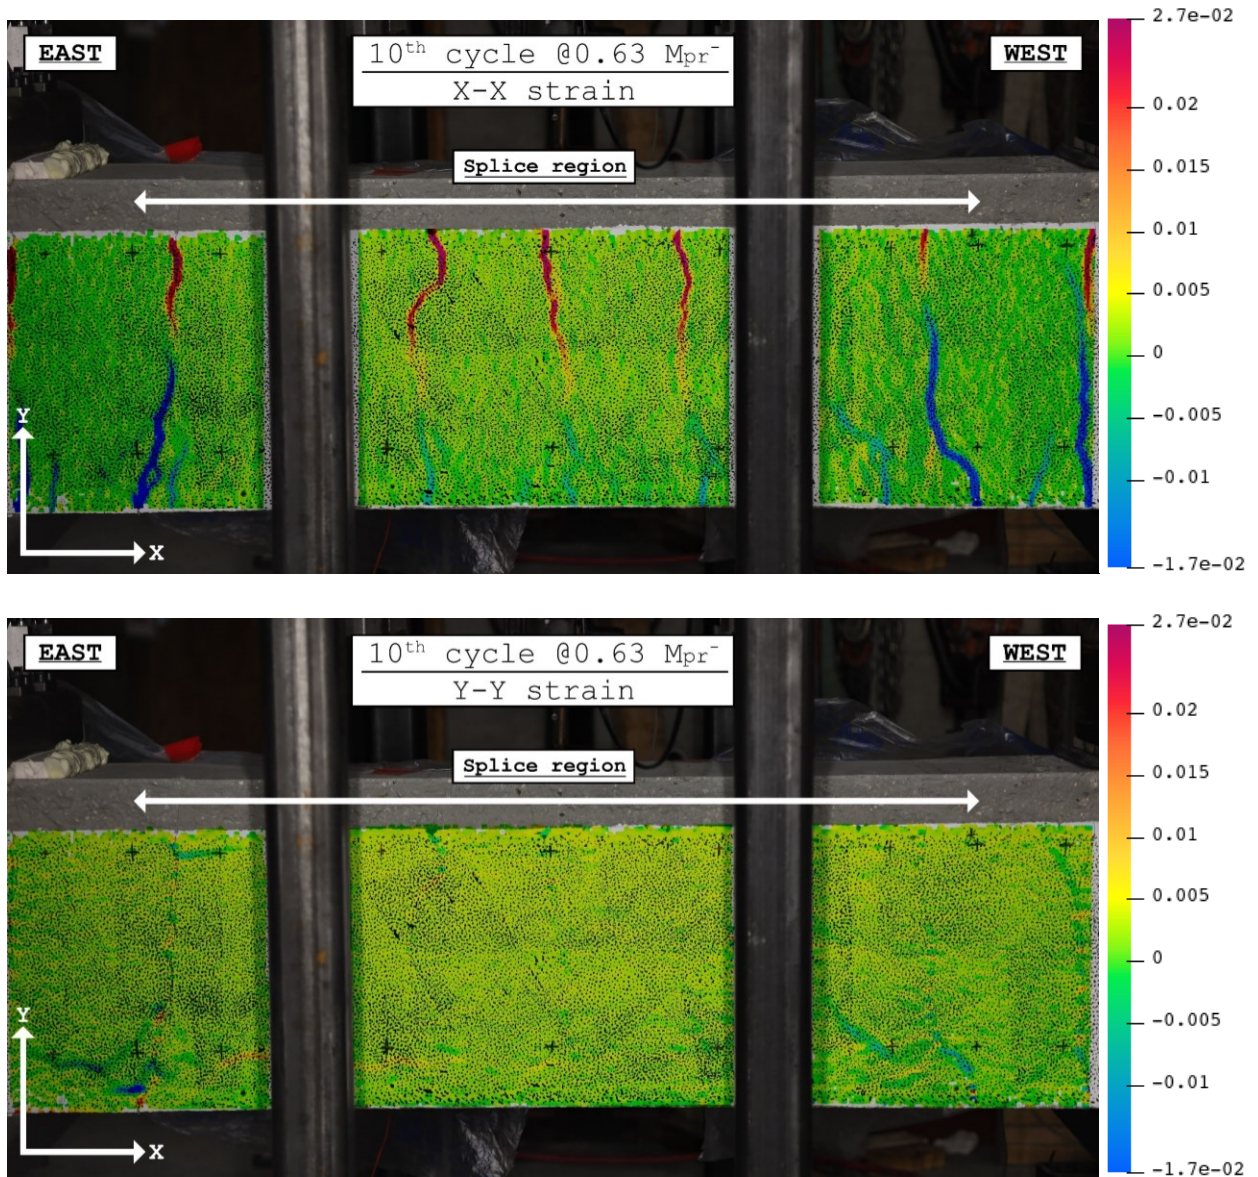 EAST
10th cycle @0.63 Mpr-
X-X strain
WEST
Splice region
Y
X
2.7e-02
0.02
0.015
0.01
0.005
0
-0.005
-0.01
-1.7e-02
EAST
10th cycle @0.63 Mpr-
Y-Y strain
WEST
Splice region
Y
X
2.7e-02
0.02
0.015
0.01
0.005
0
-0.005
-0.01
-1.7e-02